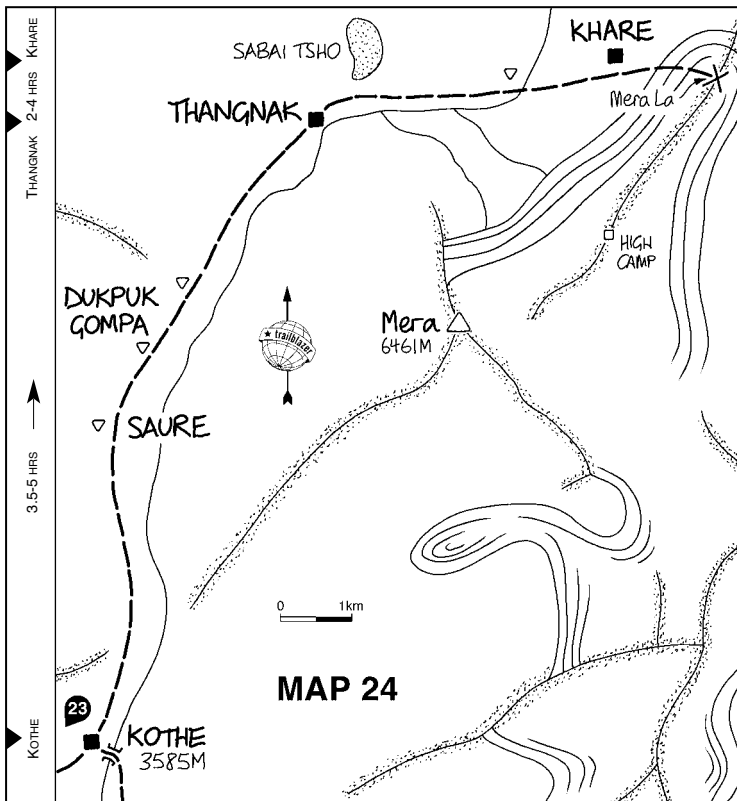 KHARE
2-4 HRS
THANGNAK
3.5-5 HRS
KOTHE
SABAI TSHO
KHARE
Mera La
THANGNAK
HIGH
CAMP
DUKPUK
GOMPA
Mera
6461M
trailblazer
SAURE
0 1km
MAP 24
23
KOTHE
3585M